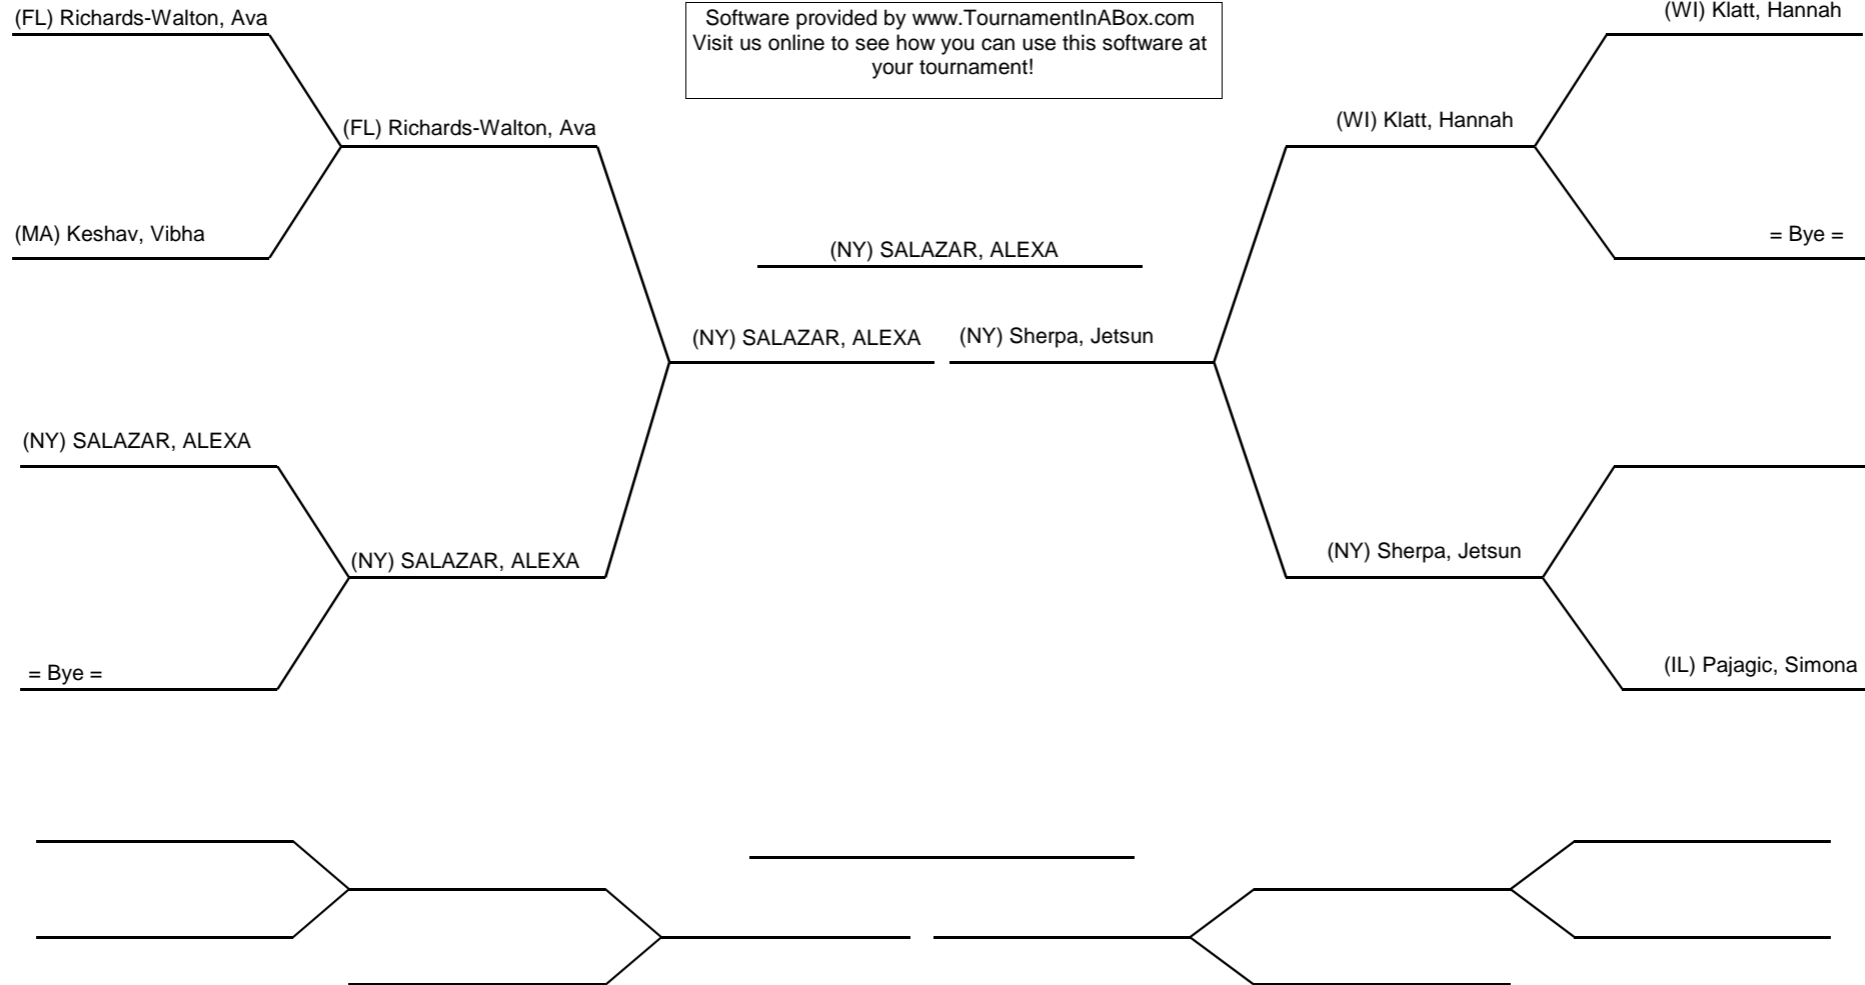 (FL) Richards-Walton, Ava
Software provided by www.TournamentInABox.com
Visit us online to see how you can use this software at
your tournament!
(WI) Klatt, Hannah
(FL) Richards-Walton, Ava
(WI) Klatt, Hannah
(MA) Keshav, Vibha
(NY) SALAZAR, ALEXA
= Bye =
(NY) SALAZAR, ALEXA
(NY) Sherpa, Jetsun
(NY) SALAZAR, ALEXA
(NY) SALAZAR, ALEXA
(NY) Sherpa, Jetsun
= Bye =
(IL) Pajagic, Simona